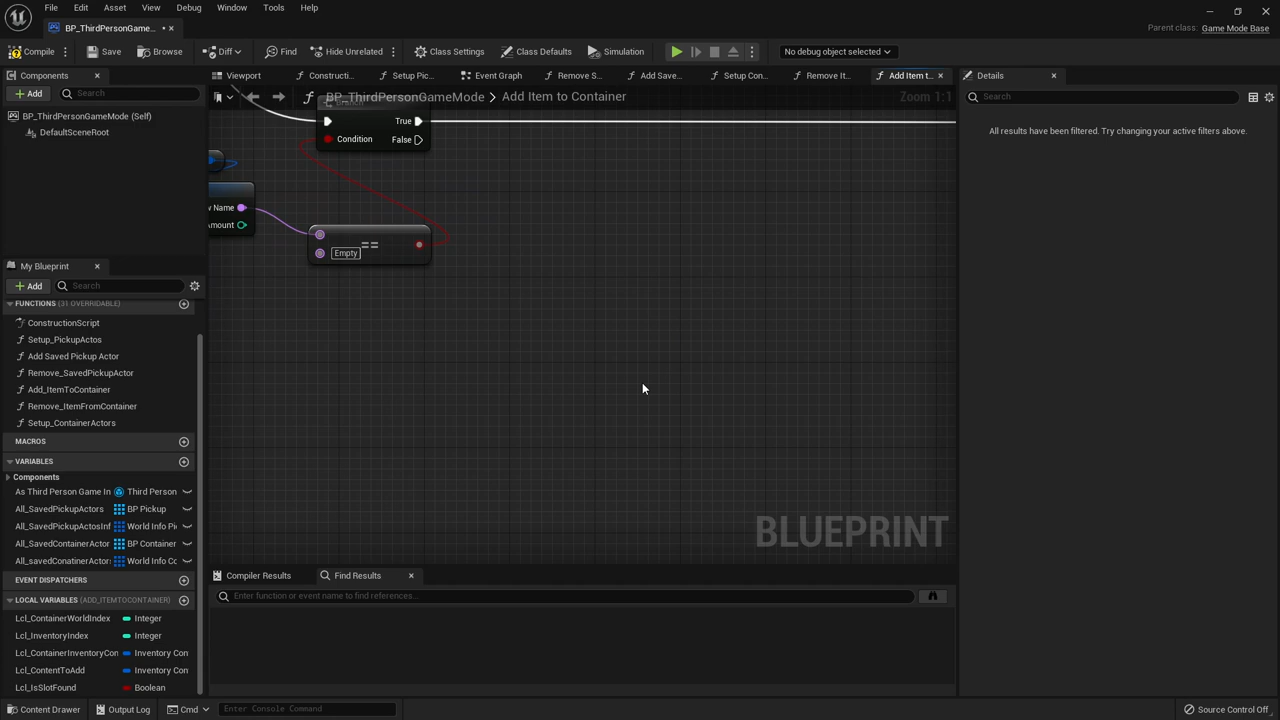 File Edit Asset View Debug Window Tools Help
BP_ThirdPersonGame...
Parent class: Game Mode Base
Compile Save Browse Diff Find Hide Unrelated Class Settings Class Defaults Simulation No debug object selected
Components
Viewport Constructi... Setup Pic... Event Graph Remove S... Add Save... Setup Con... Remove It... Add Item t...
Details
Add Search
BP_ThirdPersonGameMode > Add Item to Container
Zoom 1:1
Search
BP_ThirdPersonGameMode (Self)
DefaultSceneRoot
All results have been filtered. Try changing your active filters above.
Branch
True
Condition
False
w Name
Amount
==
Empty
My Blueprint
Add Search
FUNCTIONS (31 OVERRIDABLE)
ConstructionScript
Setup_PickupActos
Add Saved Pickup Actor
Remove_SavedPickupActor
Add_ItemToContainer
Remove_ItemFromContainer
Setup_ContainerActors
MACROS
VARIABLES
Components
As Third Person Game In Third Person
All_SavedPickupActors BP Pickup
All_SavedPickupActosInf World Info Pi
All_SavedContainerActor BP Container
All_savedConatinerActor World Info Co
EVENT DISPATCHERS
LOCAL VARIABLES (ADD_ITEMTOCONTAINER)
Lcl_ContainerWorldIndex Integer
Lcl_InventoryIndex Integer
Lcl_ContainerInventoryCon Inventory Con
Lcl_ContentToAdd Inventory Con
Lcl_IsSlotFound Boolean
BLUEPRINT
Compiler Results Find Results
Enter function or event name to find references...
Content Drawer Output Log Cmd Enter Console Command Source Control Off